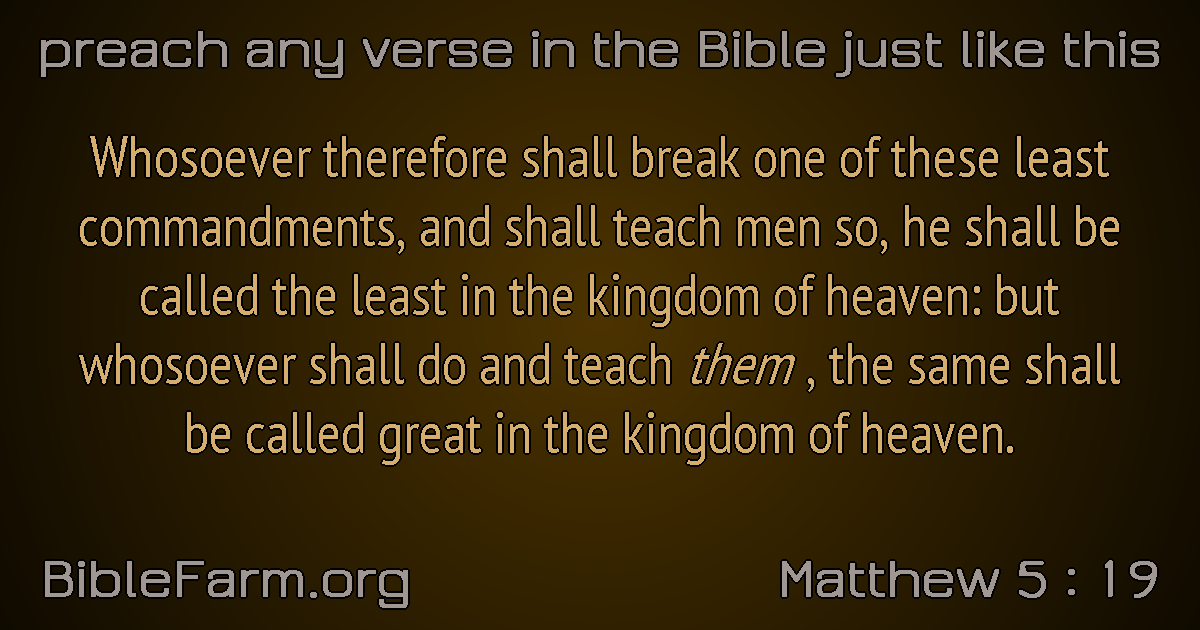 preach any verse in the Bible just like this
Whosoever therefore shall break one of these least
commandments, and shall teach men so, he shall be
called the least in the kingdom of heaven: but
whosoever shall do and teach them , the same shall
be called great in the kingdom of heaven.
BibleFarm.org
Matthew 5 : 19